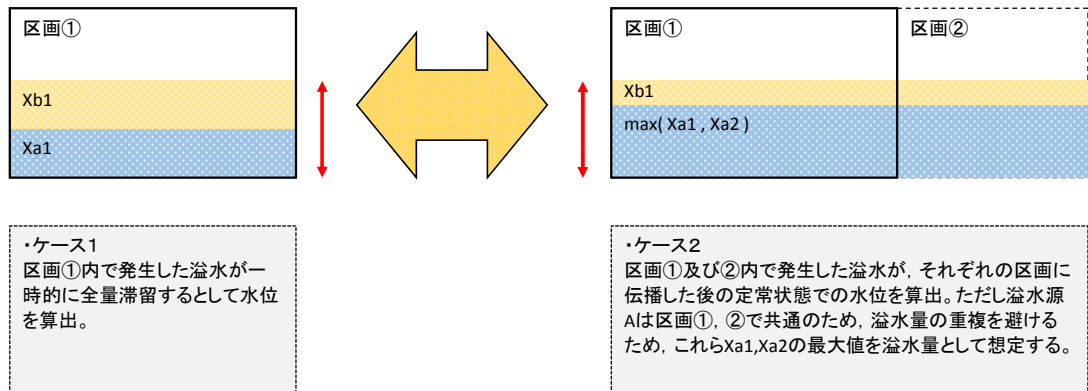 区画①
Xb1
Xa1
区画①
区画②
Xb1
max( Xa1 , Xa2 )
・ケース1
区画①内で発生した溢水が一
時的に全量滞留するとして水位
を算出。
・ケース2
区画①及び②内で発生した溢水が，それぞれの区画に
伝播した後の定常状態での水位を算出。ただし溢水源
Aは区画①，②で共通のため，溢水量の重複を避ける
ため，これらXa1,Xa2の最大値を溢水量として想定する。